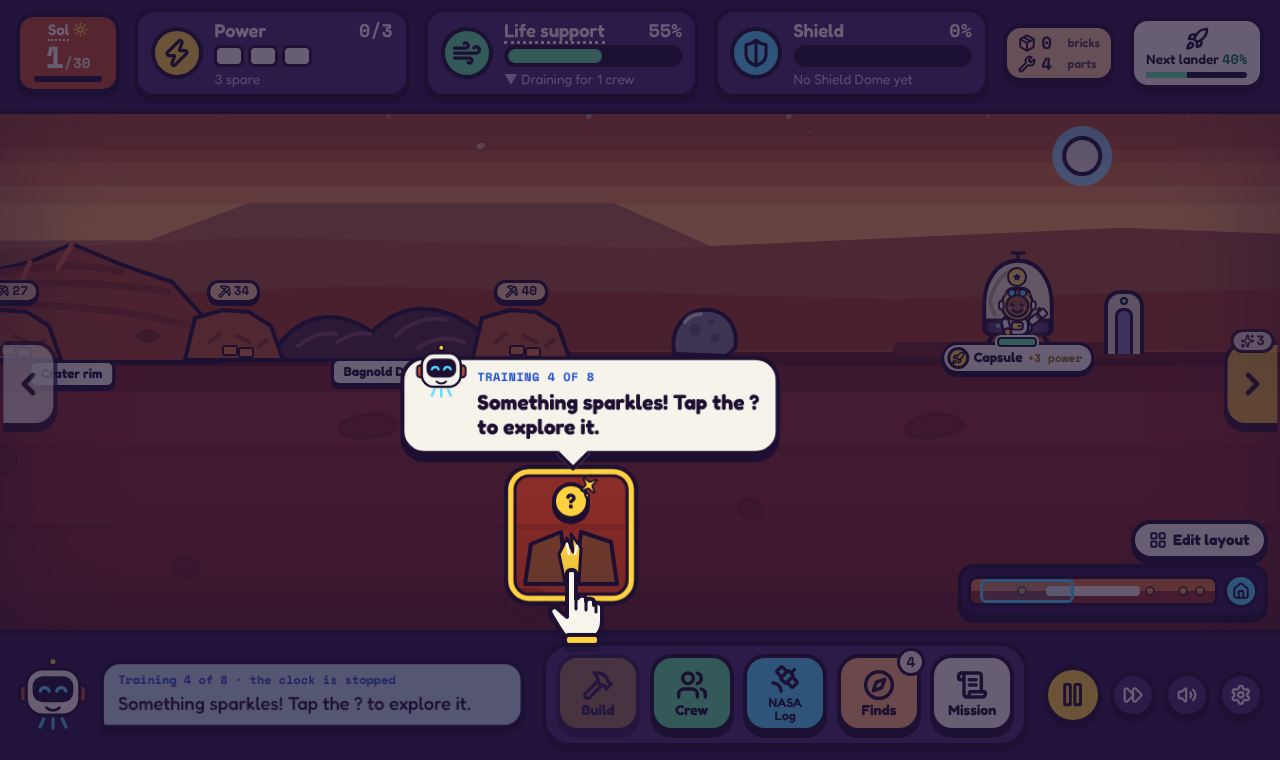 Sol
1/30
Power 0/3
3 spare
Life support 55%
Draining for 1 crew
Shield 0%
No Shield Dome yet
0 bricks
4 parts
Next lander 40%
27
34
40
3
Crater rim
Bagnold D
Capsule +3 power
TRAINING 4 OF 8
Something sparkles! Tap the ?
to explore it.
?
Edit layout
Training 4 of 8 · the clock is stopped
Something sparkles! Tap the ? to explore it.
Build
Crew
NASA
Log
4
Finds
Mission